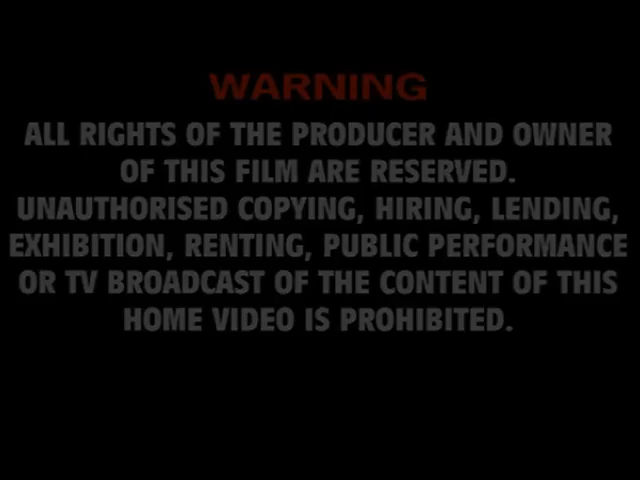 WARNING
ALL RIGHTS OF THE PRODUCER AND OWNER
OF THIS FILM ARE RESERVED.
UNAUTHORISED COPYING, HIRING, LENDING,
EXHIBITION, RENTING, PUBLIC PERFORMANCE
OR TV BROADCAST OF THE CONTENT OF THIS
HOME VIDEO IS PROHIBITED.